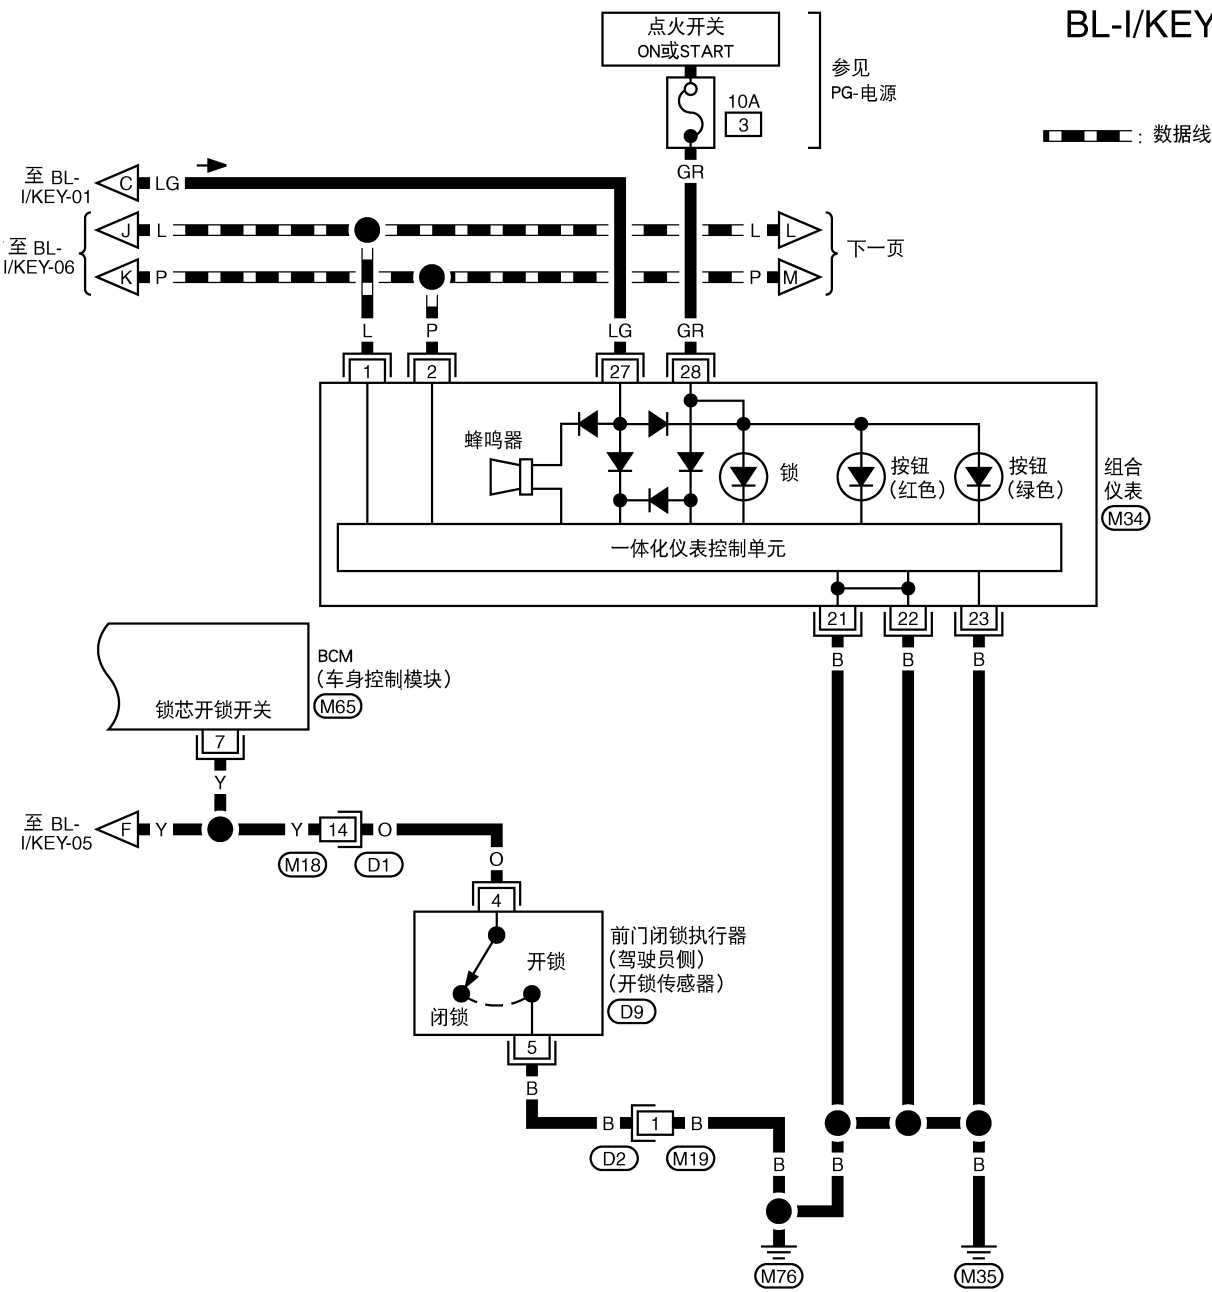 BL-I/KEY
点火开关
ON或START
参见
PG-电源
10A
3
: 数据线
GR
至 BL-
I/KEY-01
C
LG
至 BL-
I/KEY-06
J
L
L
L
K
P
P
M
下一页
L
P
LG
GR
1
2
27
28
蜂鸣器
锁
按钮
(红色)
按钮
(绿色)
组合
仪表
M34
一体化仪表控制单元
21
22
23
B
B
B
BCM
(车身控制模块)
M65
锁芯开锁开关
7
Y
至 BL-
I/KEY-05
F
Y
Y
14
O
M18
D1
O
4
前门闭锁执行器
(驾驶员侧)
(开锁传感器)
D9
开锁
闭锁
5
B
B
1
B
D2
M19
B
B
B
M76
M35